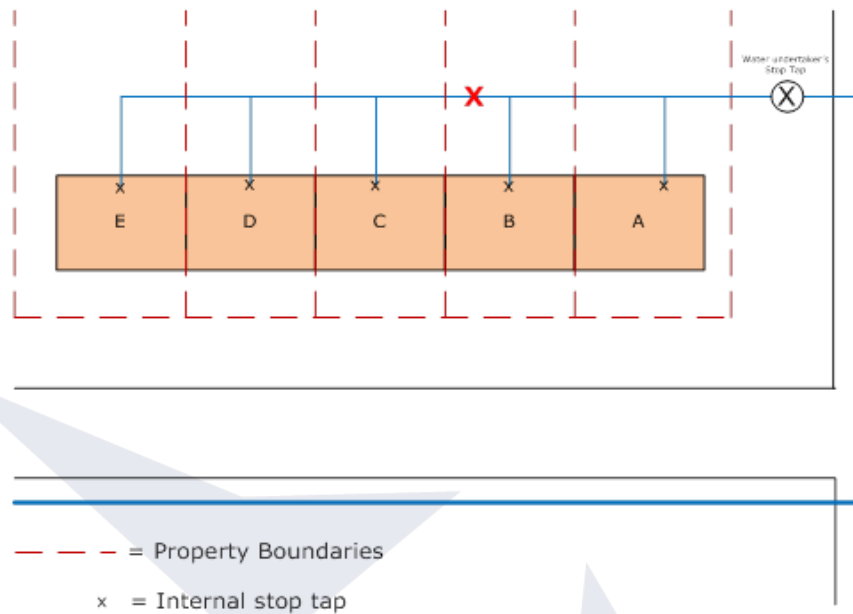 Water undertaker's
Stop Tap
X
X
x x x x x
E D C B A
= Property Boundaries
x = Internal stop tap